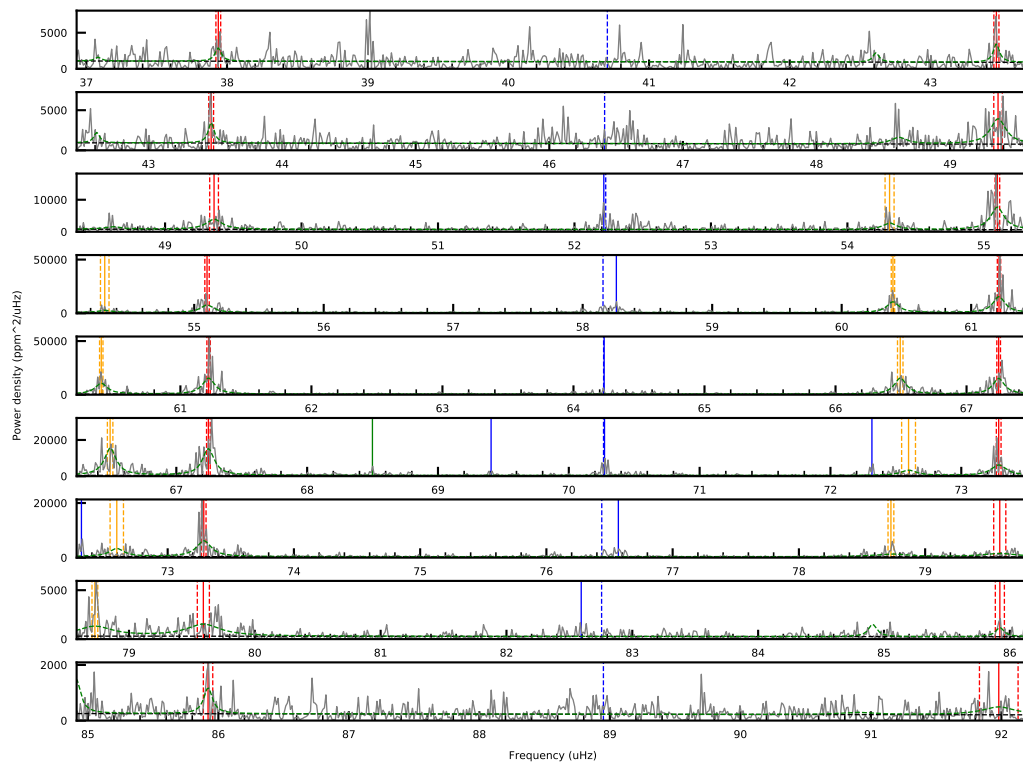 5000
0
37 38 39 40 41 42 43
5000
0
43 44 45 46 47 48 49
10000
0
49 50 51 52 53 54 55
50000
0
55 56 57 58 59 60 61
50000
0
61 62 63 64 65 66 67
20000
0
67 68 69 70 71 72 73
20000
0
73 74 75 76 77 78 79
5000
0
79 80 81 82 83 84 85 86
2000
0
85 86 87 88 89 90 91 92
Power density (ppm^2/uHz)
Frequency (uHz)